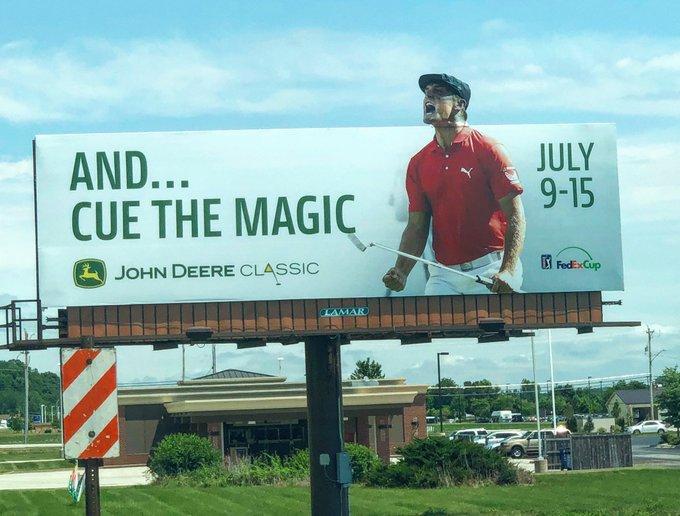 AND...
CUE THE MAGIC
JOHN DEERE CLASSIC
JULY
9-15
FedExCup
LAMAR